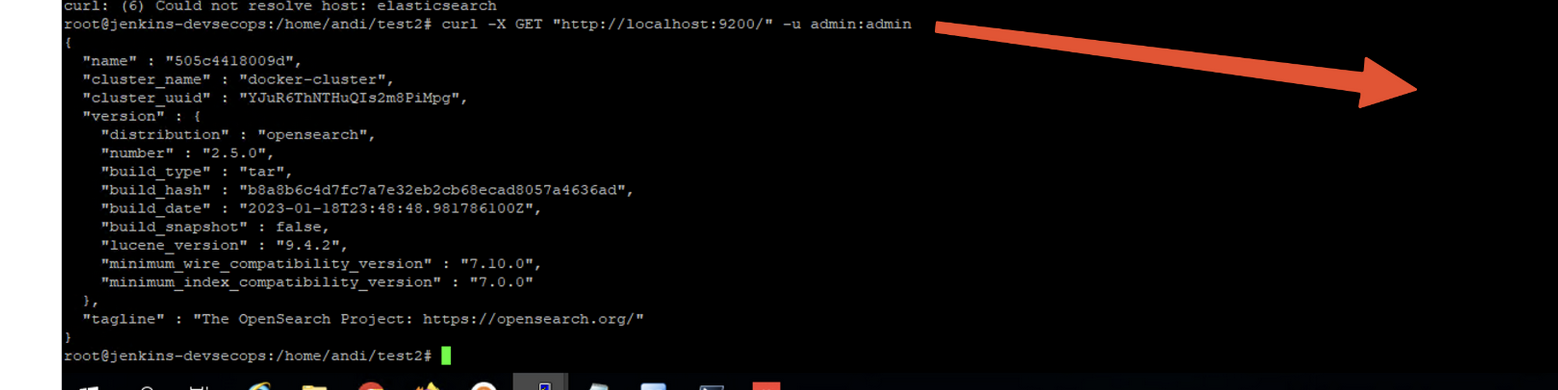 curl: (6) Could not resolve host: elasticsearch
root@jenkins-devsecops:/home/andi/test2# curl -X GET "http://localhost:9200/" -u admin:admin
{
  "name" : "505c4418009d",
  "cluster_name" : "docker-cluster",
  "cluster_uuid" : "YJuR6ThNTHuQIs2m8PiMpg",
  "version" : {
    "distribution" : "opensearch",
    "number" : "2.5.0",
    "build_type" : "tar",
    "build_hash" : "b8a8b6c4d7fc7a7e32eb2cb68ecad8057a4636ad",
    "build_date" : "2023-01-18T23:48:48.981786100Z",
    "build_snapshot" : false,
    "lucene_version" : "9.4.2",
    "minimum_wire_compatibility_version" : "7.10.0",
    "minimum_index_compatibility_version" : "7.0.0"
  },
  "tagline" : "The OpenSearch Project: https://opensearch.org/"
}
root@jenkins-devsecops:/home/andi/test2#